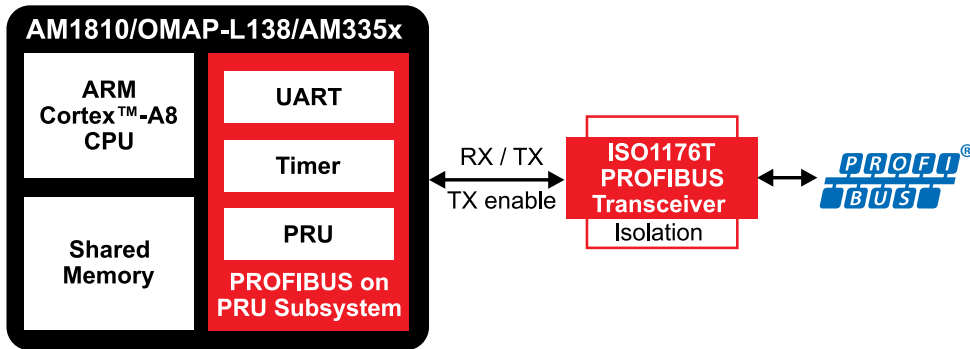 AM1810/OMAP-L138/AM335x
ARM
Cortex™-A8
CPU
Shared
Memory
UART
Timer
PRU
PROFIBUS on
PRU Subsystem
RX / TX
TX enable
ISO1176T
PROFIBUS
Transceiver
Isolation
PROFI®
BUS